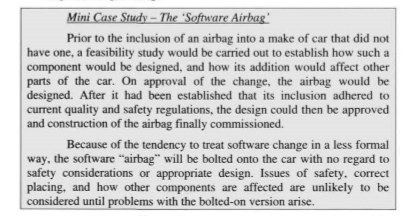 Mini Case Study – The 'Software Airbag'
Prior to the inclusion of an airbag into a make of car that did not
have one, a feasibility study would be carried out to establish how such a
component would be designed, and how its addition would affect other
parts of the car. On approval of the change, the airbag would be
designed. After it had been established that its inclusion adhered to
current quality and safety regulations, the design could then be approved
and construction of the airbag finally commissioned.
Because of the tendency to treat software change in a less formal
way, the software “airbag” will be bolted onto the car with no regard to
safety considerations or appropriate design. Issues of safety, correct
placing, and how other components are affected are unlikely to be
considered until problems with the bolted-on version arise.